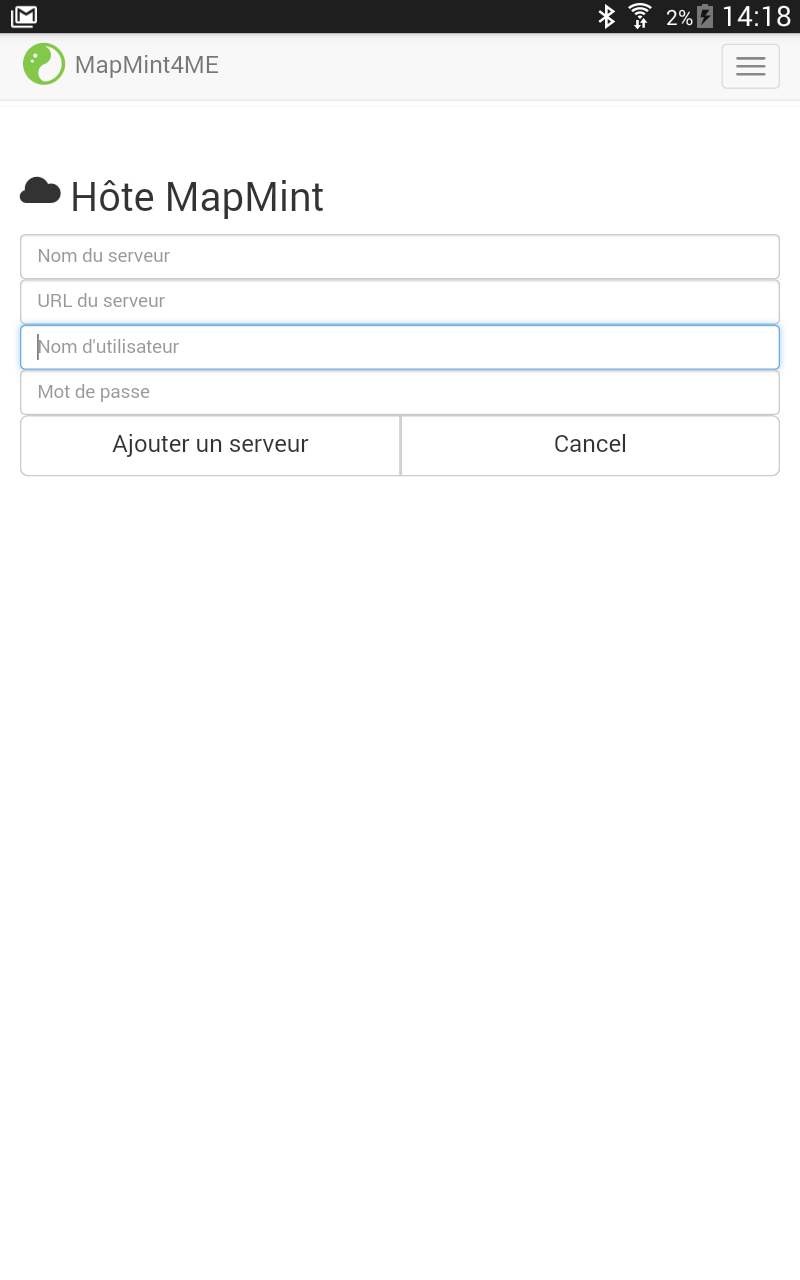 2% 14:18
MapMint4ME
Hôte MapMint
Nom du serveur
URL du serveur
Nom d'utilisateur
Mot de passe
Ajouter un serveur Cancel